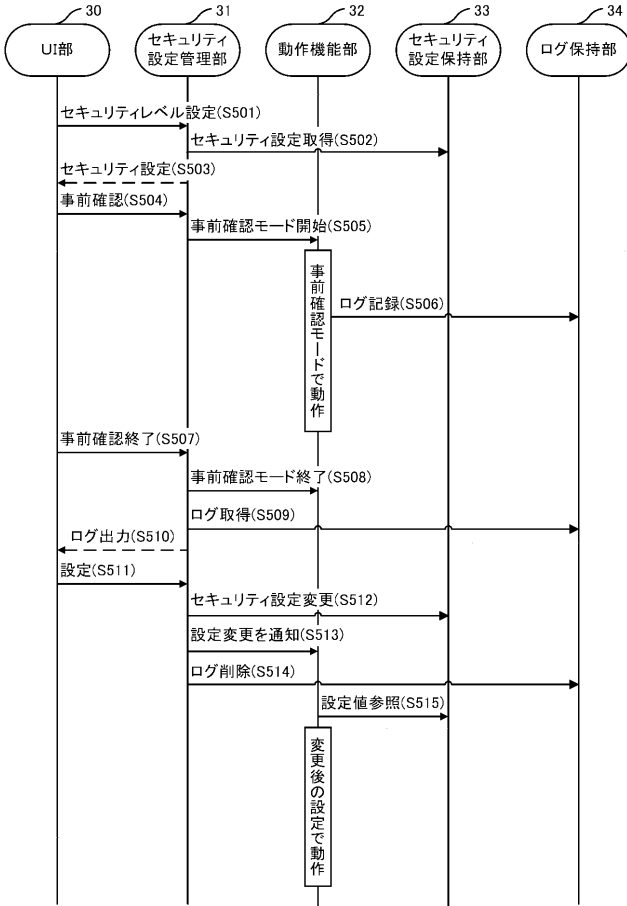 30
31
32
33
34
UI部
セキュリティ
設定管理部
動作機能部
セキュリティ
設定保持部
ログ保持部
セキュリティレベル設定(S501)
セキュリティ設定取得(S502)
セキュリティ設定(S503)
事前確認(S504)
事前確認モード開始(S505)
事前確認モードで動作
ログ記録(S506)
事前確認終了(S507)
事前確認モード終了(S508)
ログ取得(S509)
ログ出力(S510)
設定(S511)
セキュリティ設定変更(S512)
設定変更を通知(S513)
ログ削除(S514)
設定値参照(S515)
変更後の設定で動作